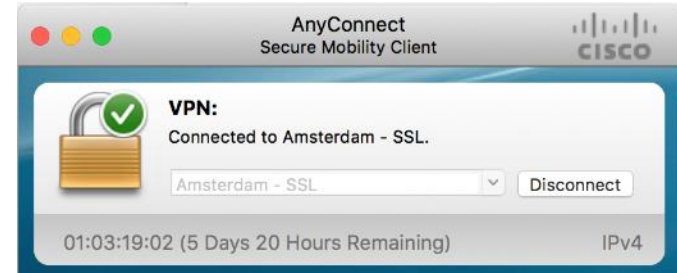 AnyConnect
Secure Mobility Client
CISCO
VPN:
Connected to Amsterdam - SSL.
Amsterdam - SSL
Disconnect
01:03:19:02 (5 Days 20 Hours Remaining)
IPv4